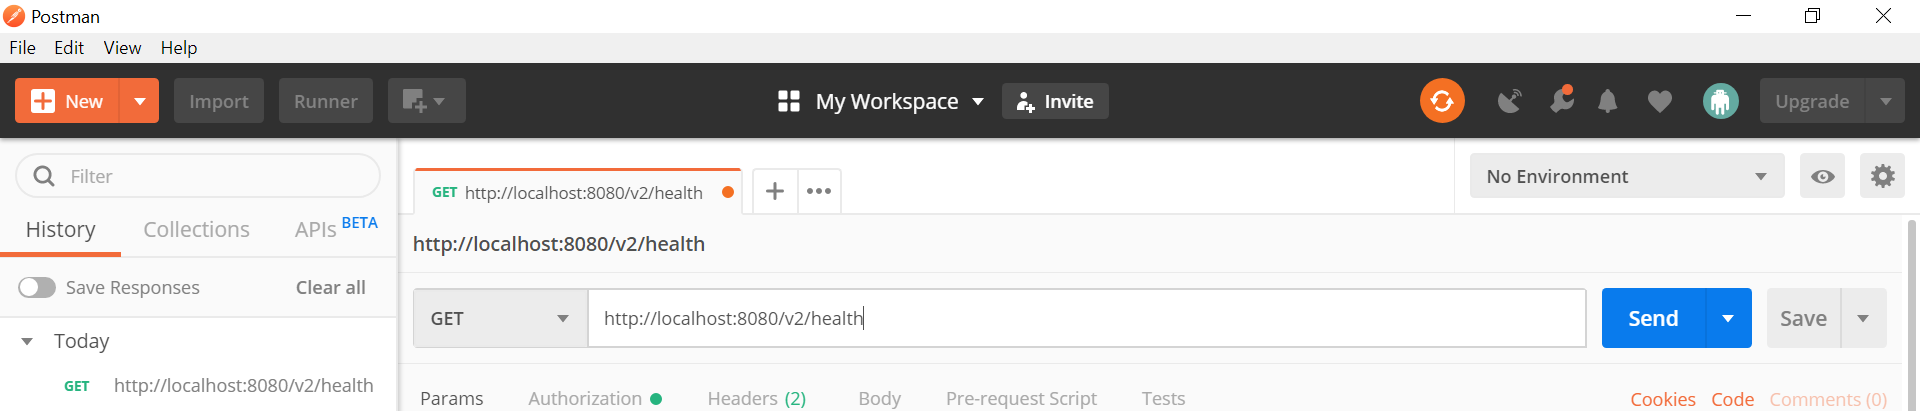 Postman
File Edit View Help
New Import Runner My Workspace Invite Upgrade
Filter
GET http://localhost:8080/v2/health
No Environment
History Collections APIs BETA
http://localhost:8080/v2/health
Save Responses Clear all
GET http://localhost:8080/v2/health Send Save
Today
GET http://localhost:8080/v2/health
Params Authorization Headers (2) Body Pre-request Script Tests Cookies Code Comments (0)